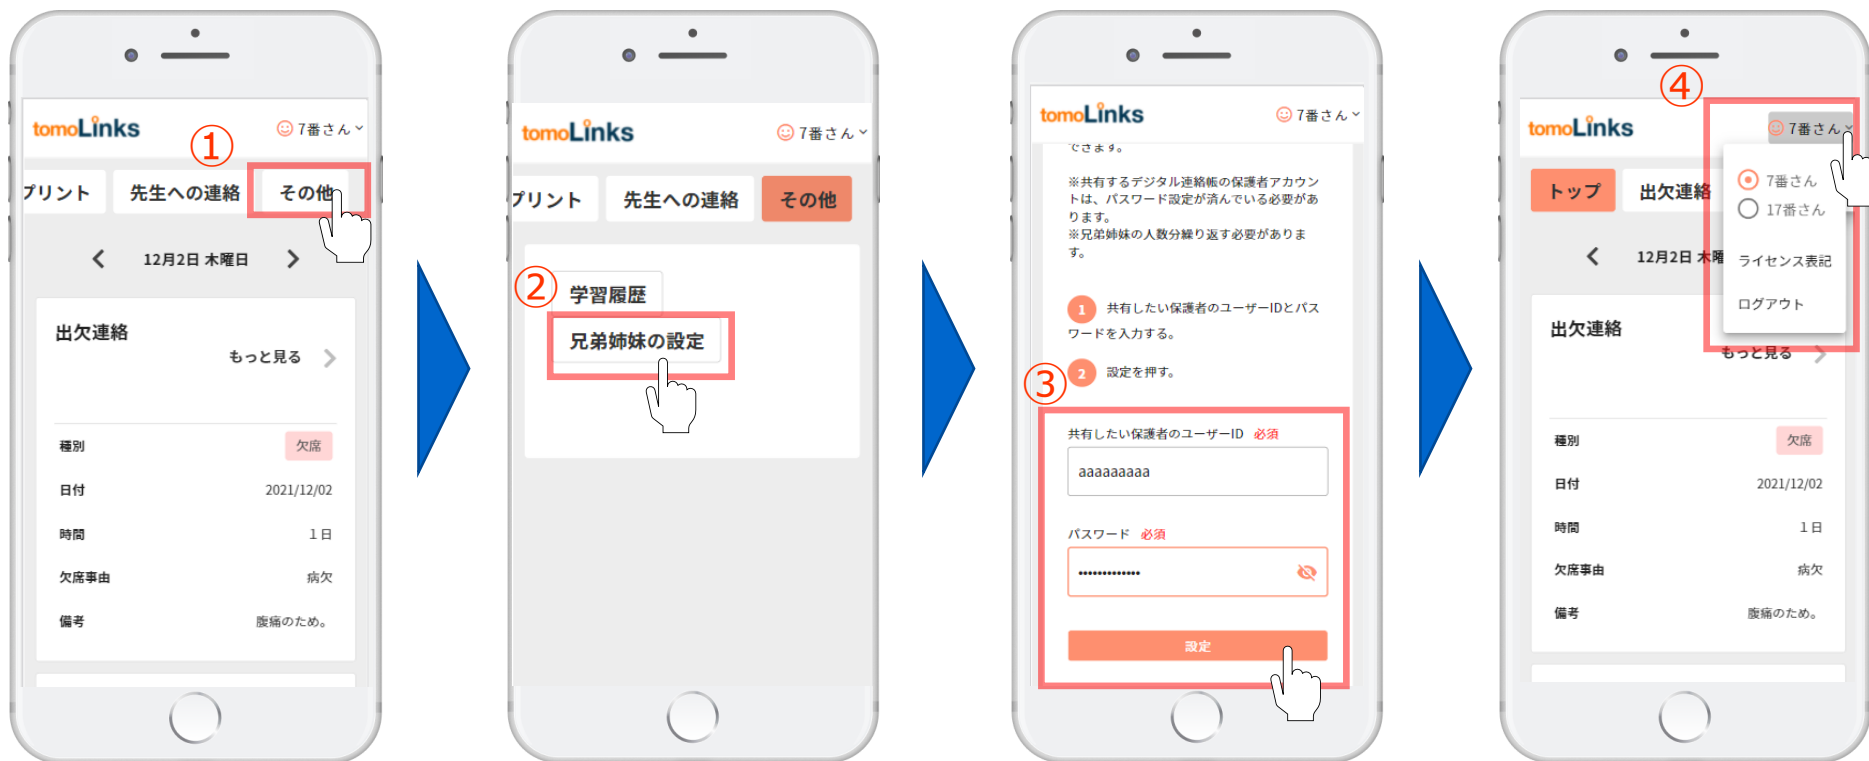 ①
tomoLinks
7番さん
プリント
先生への連絡
その他
12月2日 木曜日
出欠連絡
もっと見る
種別
欠席
日付
2021/12/02
時間
1日
欠席事由
病欠
備考
腹痛のため。
tomoLinks
7番さん
プリント
先生への連絡
その他
②
学習履歴
兄弟姉妹の設定
tomoLinks
7番さん
できます。
※共有するデジタル連絡帳の保護者アカウン
トは、パスワード設定が済んでいる必要があ
ります。
※兄弟姉妹の人数分繰り返す必要がありま
す。
1 共有したい保護者のユーザーIDとパス
ワードを入力する。
2 設定を押す。
③
共有したい保護者のユーザーID 必須
aaaaaaaaa
パスワード 必須
•••••••••••••
設定
④
tomoLinks
7番さん
トップ
出欠連絡
7番さん
17番さん
12月2日 木曜
ライセンス表記
ログアウト
出欠連絡
もっと見る
種別
欠席
日付
2021/12/02
時間
1日
欠席事由
病欠
備考
腹痛のため。